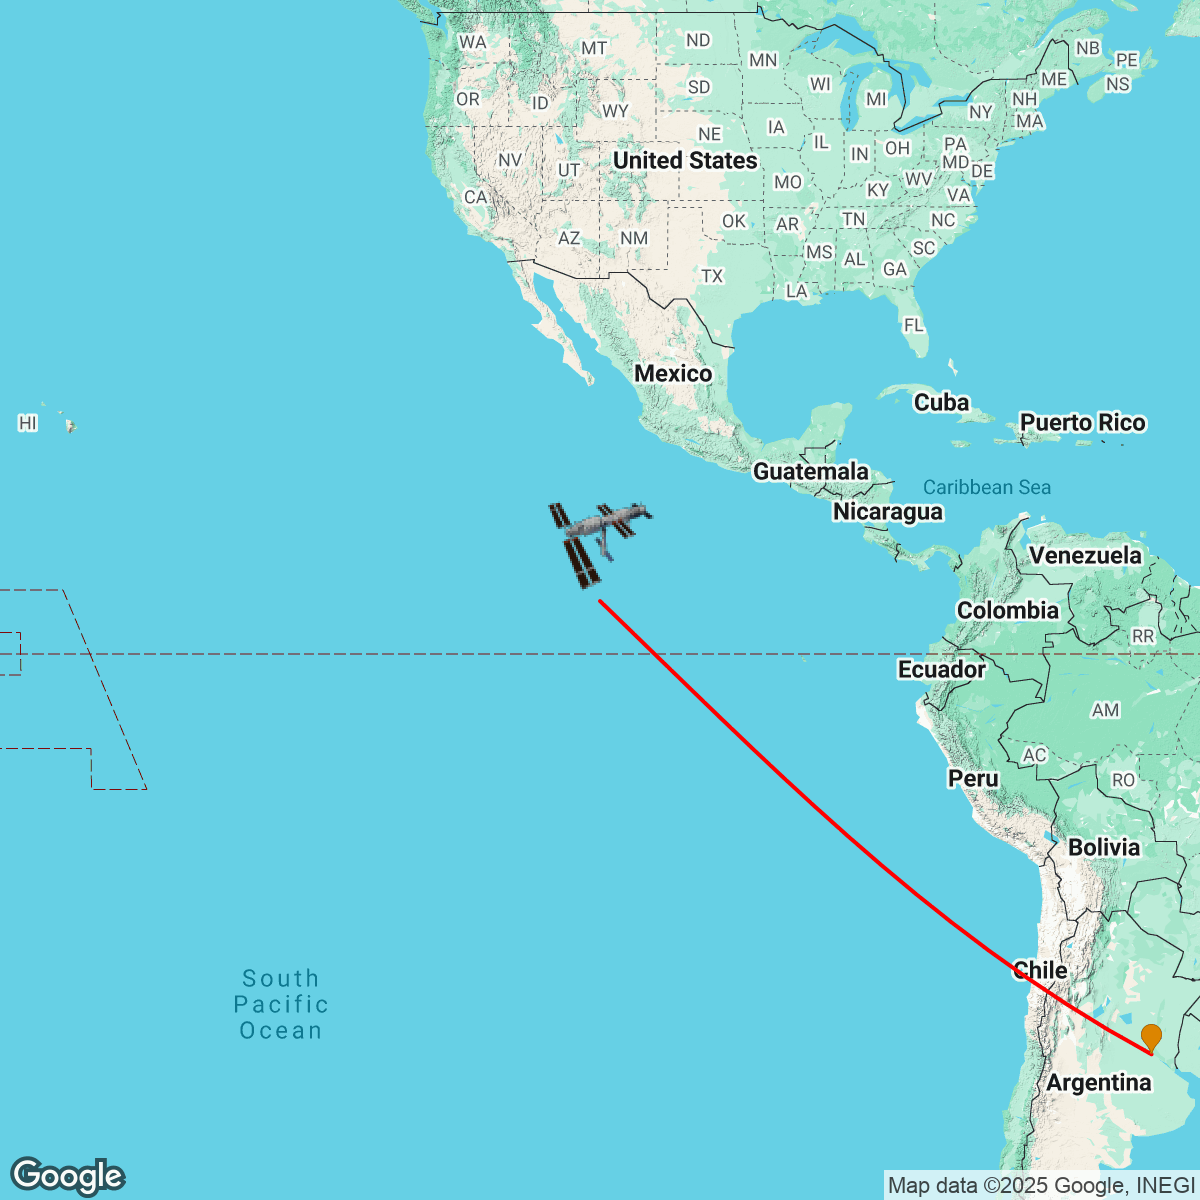 WA
MT
ND
MN
NB
PE
OR
ID
WY
SD
WI
MI
ME
NS
NH
NY
MA
NV
UT
NE
IA
IL
IN
OH
PA
MD
DE
United States
CA
MO
KY
WV
VA
AZ
NM
OK
AR
TN
NC
TX
MS
AL
SC
GA
LA
FL
Mexico
Cuba
HI
Puerto Rico
Guatemala
Caribbean Sea
Nicaragua
Venezuela
Colombia
RR
Ecuador
AM
AC
Peru
RO
Bolivia
Chile
South
Pacific
Ocean
Argentina
Google
Map data ©2025 Google, INEGI